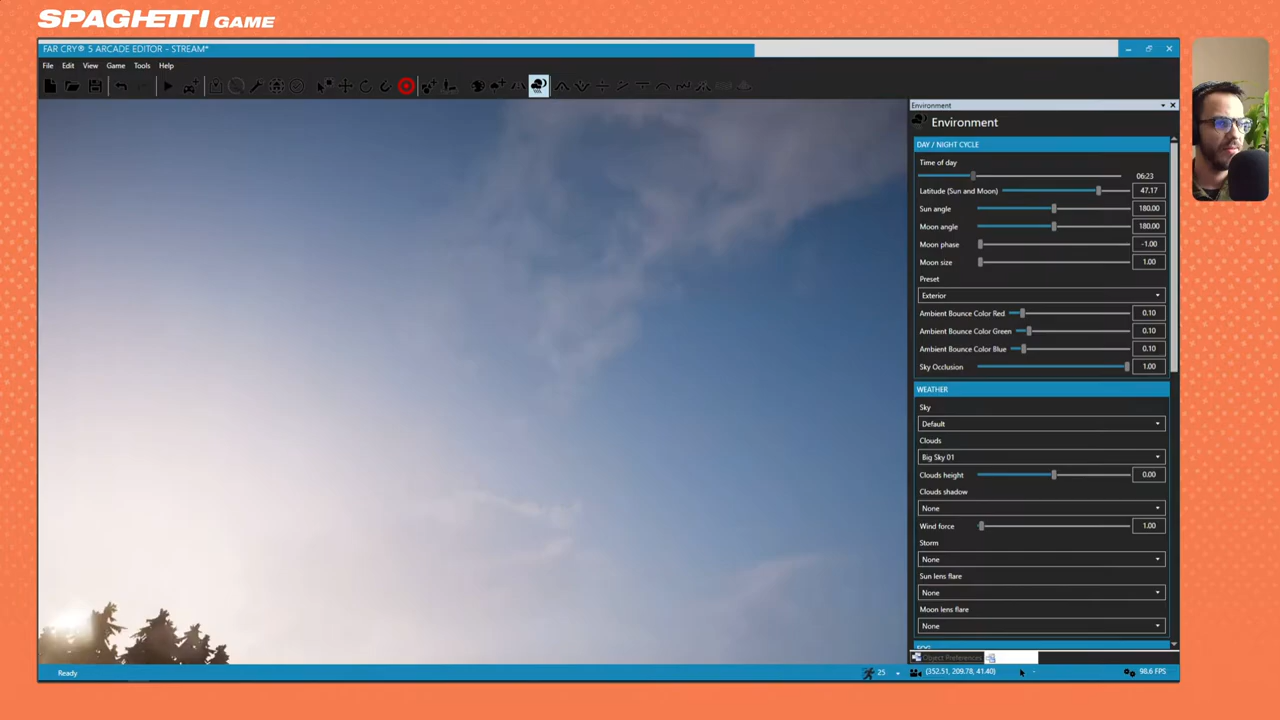 SPAGHETTI GAME
FAR CRY® 5 ARCADE EDITOR - STREAM*
File Edit View Game Tools Help
Environment
Environment
DAY / NIGHT CYCLE
Time of day
06:23
Latitude (Sun and Moon) 47.17
Sun angle 180.00
Moon angle 180.00
Moon phase -1.00
Moon size 1.00
Preset
Exterior
Ambient Bounce Color Red 0.10
Ambient Bounce Color Green 0.10
Ambient Bounce Color Blue 0.10
Sky Occlusion 1.00
WEATHER
Sky
Default
Clouds
Big Sky 01
Clouds height 0.00
Clouds shadow
None
Wind force 1.00
Storm
None
Sun lens flare
None
Moon lens flare
None
FOG
Object Preferences
Ready 25 (352.51, 209.78, 41.40) 98.6 FPS